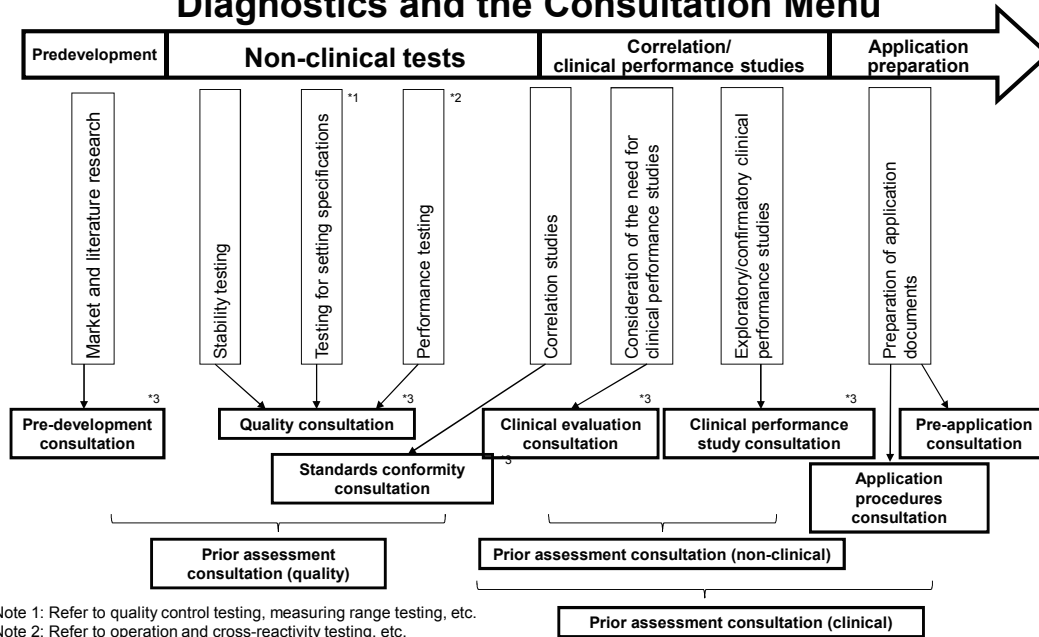 Diagnostics and the Consultation Menu
Predevelopment
Non-clinical tests
Correlation/
clinical performance studies
Application
preparation
Market and literature research
Stability testing
Testing for setting specifications
*1
Performance testing
*2
Correlation studies
Consideration of the need for
clinical performance studies
Exploratory/confirmatory clinical
performance studies
Preparation of application
documents
*3
Pre-development
consultation
*3
Quality consultation
*3
Clinical evaluation
consultation
*3
Clinical performance
study consultation
Pre-application
consultation
*3
Standards conformity
consultation
Application
procedures
consultation
Prior assessment
consultation (quality)
Prior assessment consultation (non-clinical)
Prior assessment consultation (clinical)
Note 1: Refer to quality control testing, measuring range testing, etc.
Note 2: Refer to operation and cross-reactivity testing, etc.